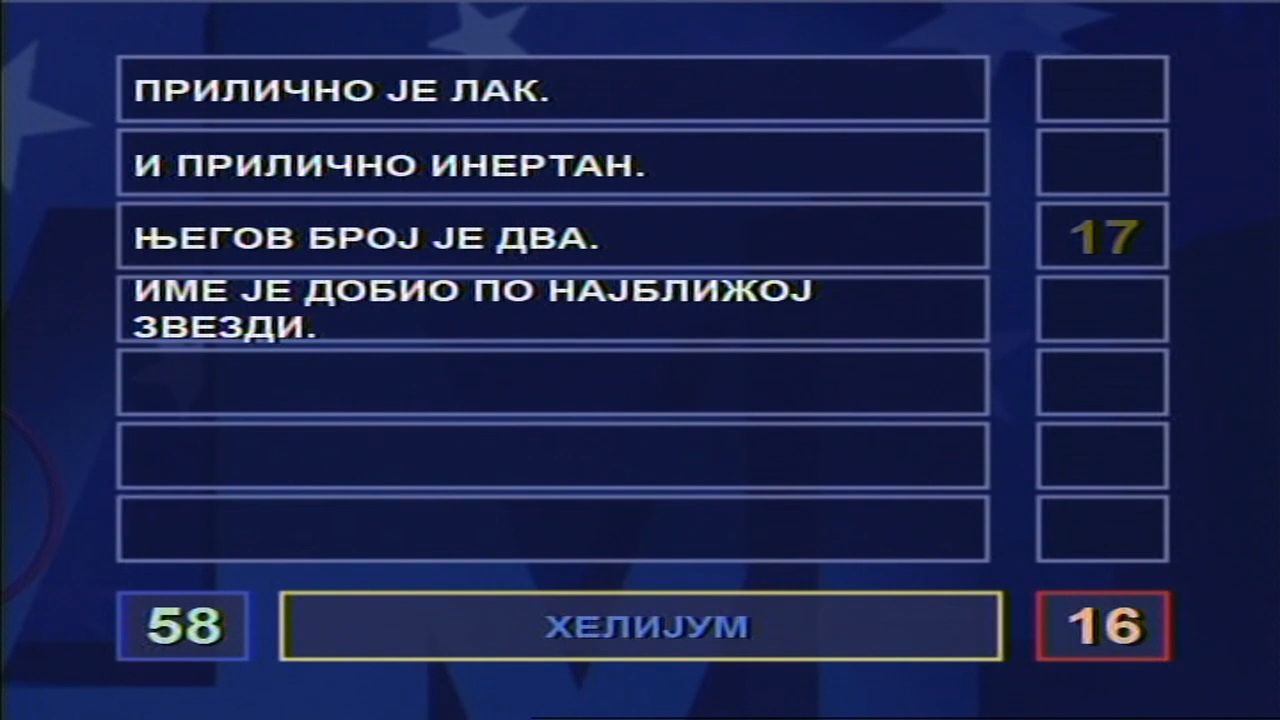 ПРИЛИЧНО ЈЕ ЛАК.
И ПРИЛИЧНО ИНЕРТАН.
ЊЕГОВ БРОЈ ЈЕ ДВА.
17
ИМЕ ЈЕ ДОБИО ПО НАЈБЛИЖОЈ
ЗВЕЗДИ.
58
ХЕЛИЈУМ
16